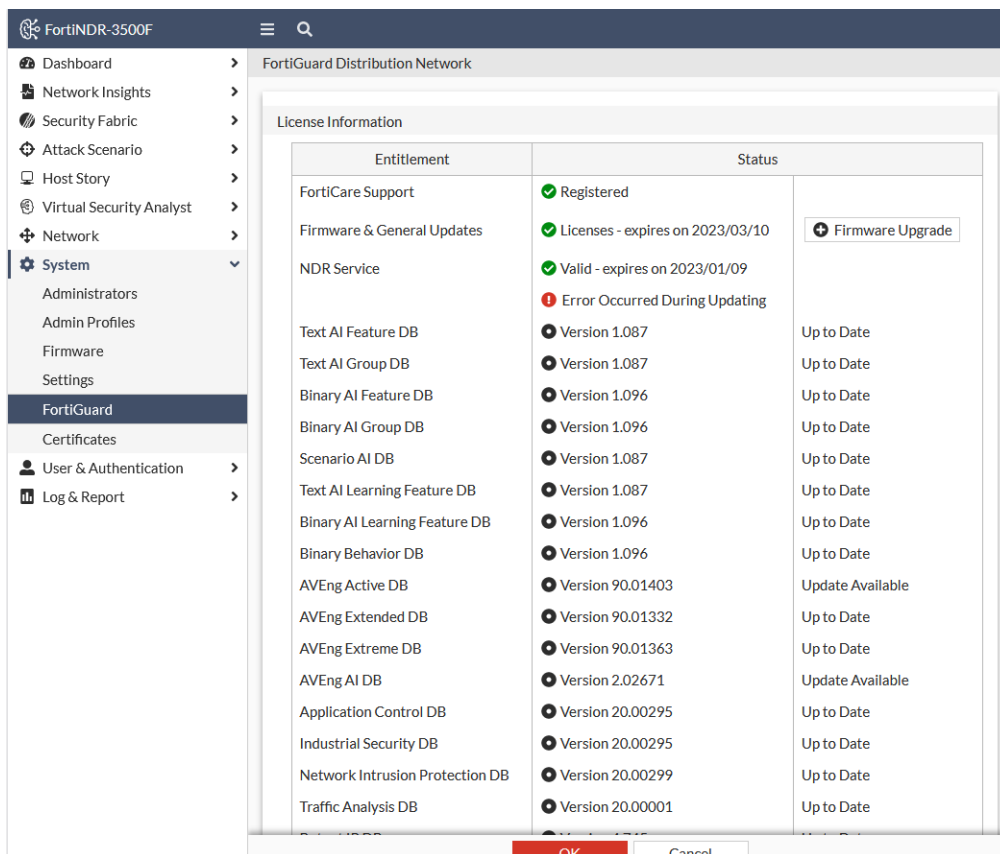 FortiNDR-3500F
Dashboard
Network Insights
Security Fabric
Attack Scenario
Host Story
Virtual Security Analyst
Network
System
Administrators
Admin Profiles
Firmware
Settings
FortiGuard
Certificates
User & Authentication
Log & Report
FortiGuard Distribution Network
License Information
Entitlement Status
FortiCare Support Registered
Firmware & General Updates Licenses - expires on 2023/03/10 Firmware Upgrade
NDR Service Valid - expires on 2023/01/09
Error Occurred During Updating
Text AI Feature DB Version 1.087 Up to Date
Text AI Group DB Version 1.087 Up to Date
Binary AI Feature DB Version 1.096 Up to Date
Binary AI Group DB Version 1.096 Up to Date
Scenario AI DB Version 1.087 Up to Date
Text AI Learning Feature DB Version 1.087 Up to Date
Binary AI Learning Feature DB Version 1.096 Up to Date
Binary Behavior DB Version 1.096 Up to Date
AVEng Active DB Version 90.01403 Update Available
AVEng Extended DB Version 90.01332 Up to Date
AVEng Extreme DB Version 90.01363 Up to Date
AVEng AI DB Version 2.02671 Update Available
Application Control DB Version 20.00295 Up to Date
Industrial Security DB Version 20.00295 Up to Date
Network Intrusion Protection DB Version 20.00299 Up to Date
Traffic Analysis DB Version 20.00001 Up to Date
OK Cancel